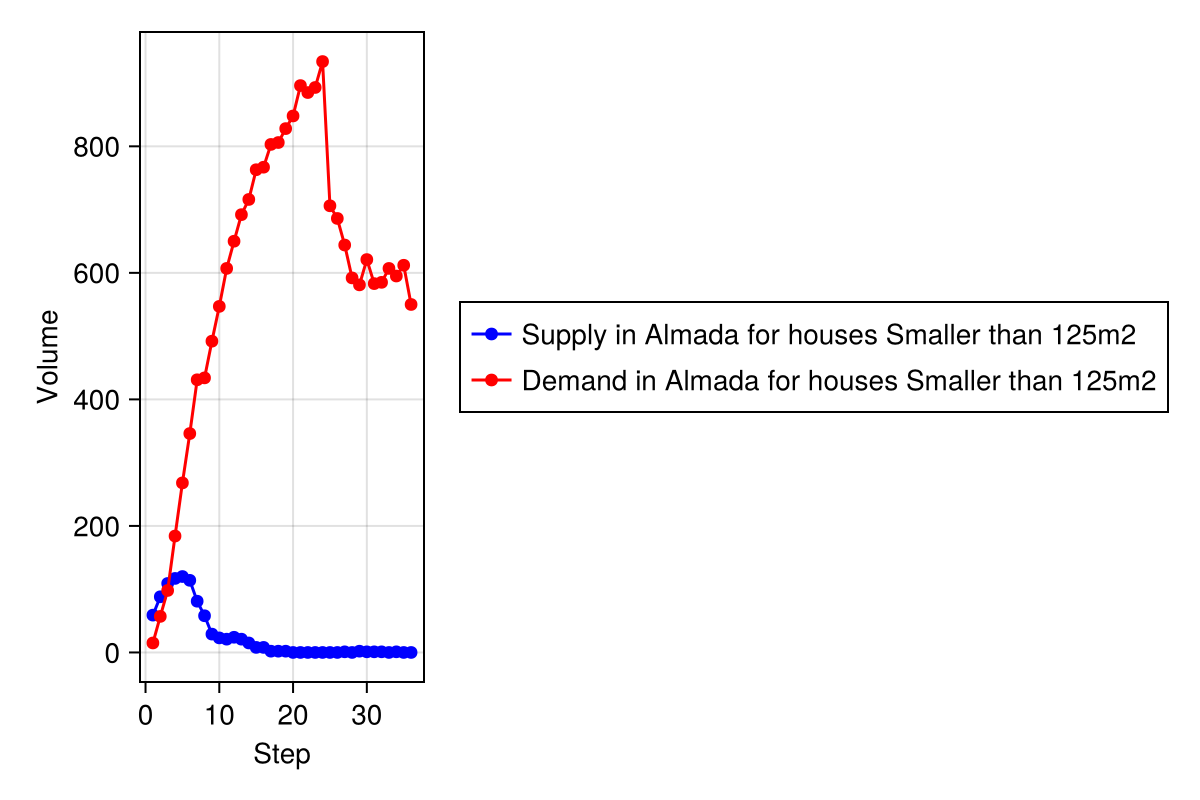 800
600
400
200
0
Volume
0 10 20 30
Step
Supply in Almada for houses Smaller than 125m2
Demand in Almada for houses Smaller than 125m2